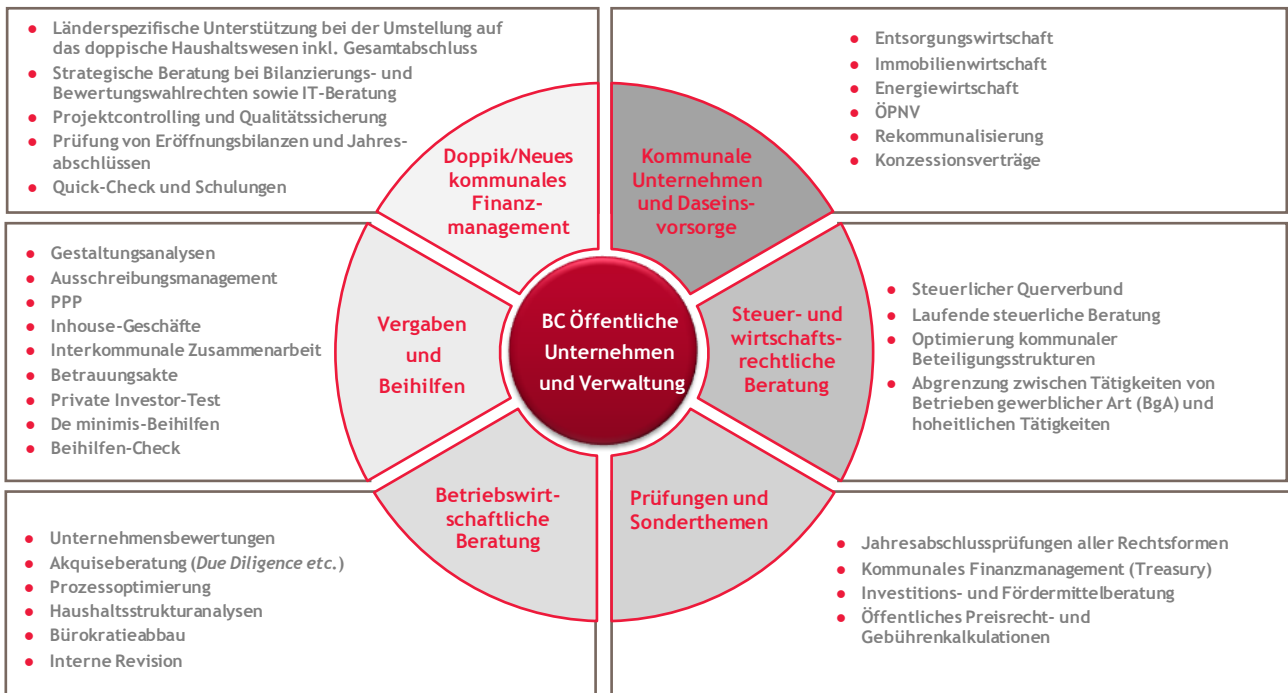 Länderspezifische Unterstützung bei der Umstellung auf
das doppische Haushaltswesen inkl. Gesamtabschluss
Strategische Beratung bei Bilanzierungs- und
Bewertungswahlrechten sowie IT-Beratung
Projektcontrolling und Qualitätssicherung
Prüfung von Eröffnungsbilanzen und Jahres-
abschlüssen
Quick-Check und Schulungen
Doppik/Neues
kommunales
Finanz-
management
Kommunale
Unternehmen
und Daseins-
vorsorge
Entsorgungswirtschaft
Immobilienwirtschaft
Energiewirtschaft
ÖPNV
Rekommunalisierung
Konzessionsverträge
Gestaltungsanalysen
Ausschreibungsmanagement
PPP
Inhouse-Geschäfte
Interkommunale Zusammenarbeit
Betrauungsakte
Private Investor-Test
De minimis-Beihilfen
Beihilfen-Check
Vergaben
und
Beihilfen
BC Öffentliche
Unternehmen
und Verwaltung
Steuer- und
wirtschafts-
rechtliche
Beratung
Steuerlicher Querverbund
Laufende steuerliche Beratung
Optimierung kommunaler
Beteiligungsstrukturen
Abgrenzung zwischen Tätigkeiten von
Betrieben gewerblicher Art (BgA) und
hoheitlichen Tätigkeiten
Unternehmensbewertungen
Akquiseberatung (Due Diligence etc.)
Prozessoptimierung
Haushaltsstrukturanalysen
Bürokratieabbau
Interne Revision
Betriebswirt-
schaftliche
Beratung
Prüfungen und
Sonderthemen
Jahresabschlussprüfungen aller Rechtsformen
Kommunales Finanzmanagement (Treasury)
Investitions- und Fördermittelberatung
Öffentliches Preisrecht- und
Gebührenkalkulationen